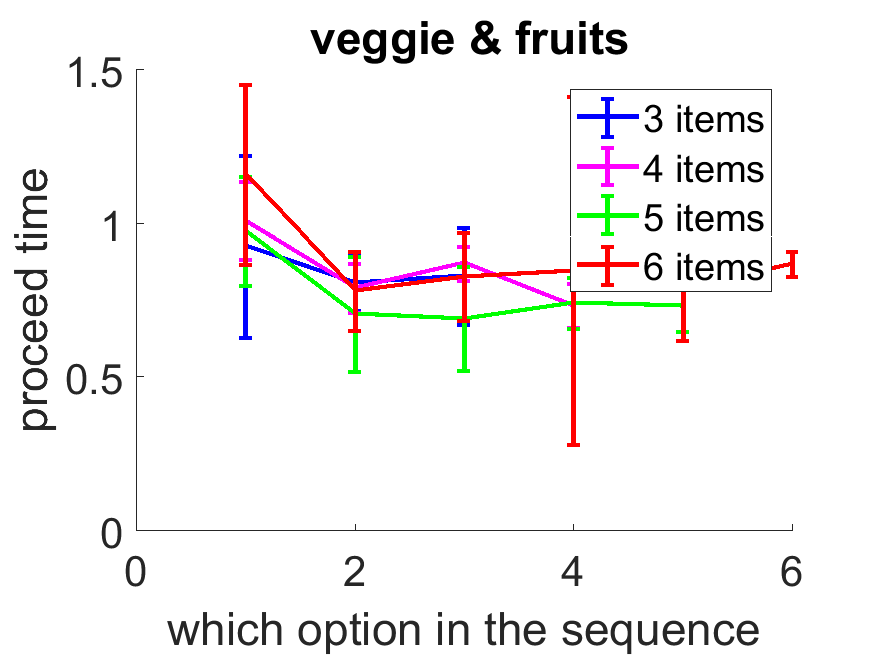 veggie & fruits
1.5
1
0.5
0
proceed time
3 items
4 items
5 items
6 items
0 2 4 6
which option in the sequence